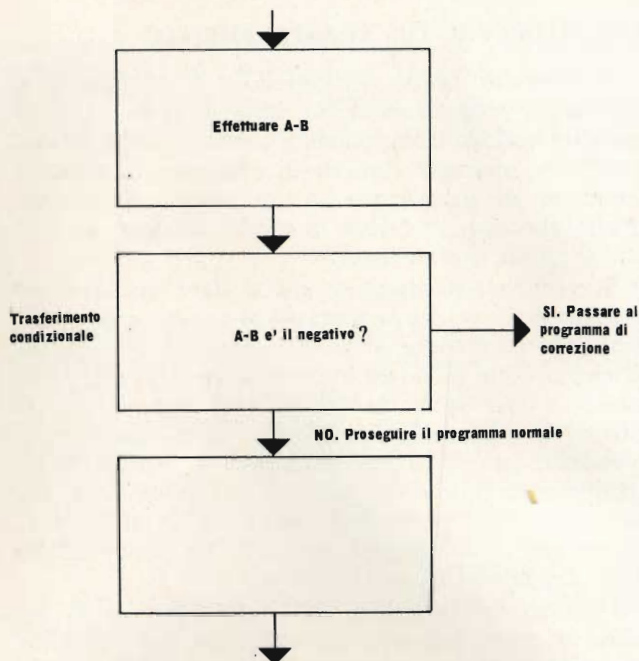 Effettuare A-B
Trasferimento
condizionale
A-B e' il negativo ?
SI. Passare al
programma di
correzione
NO. Proseguire il programma normale